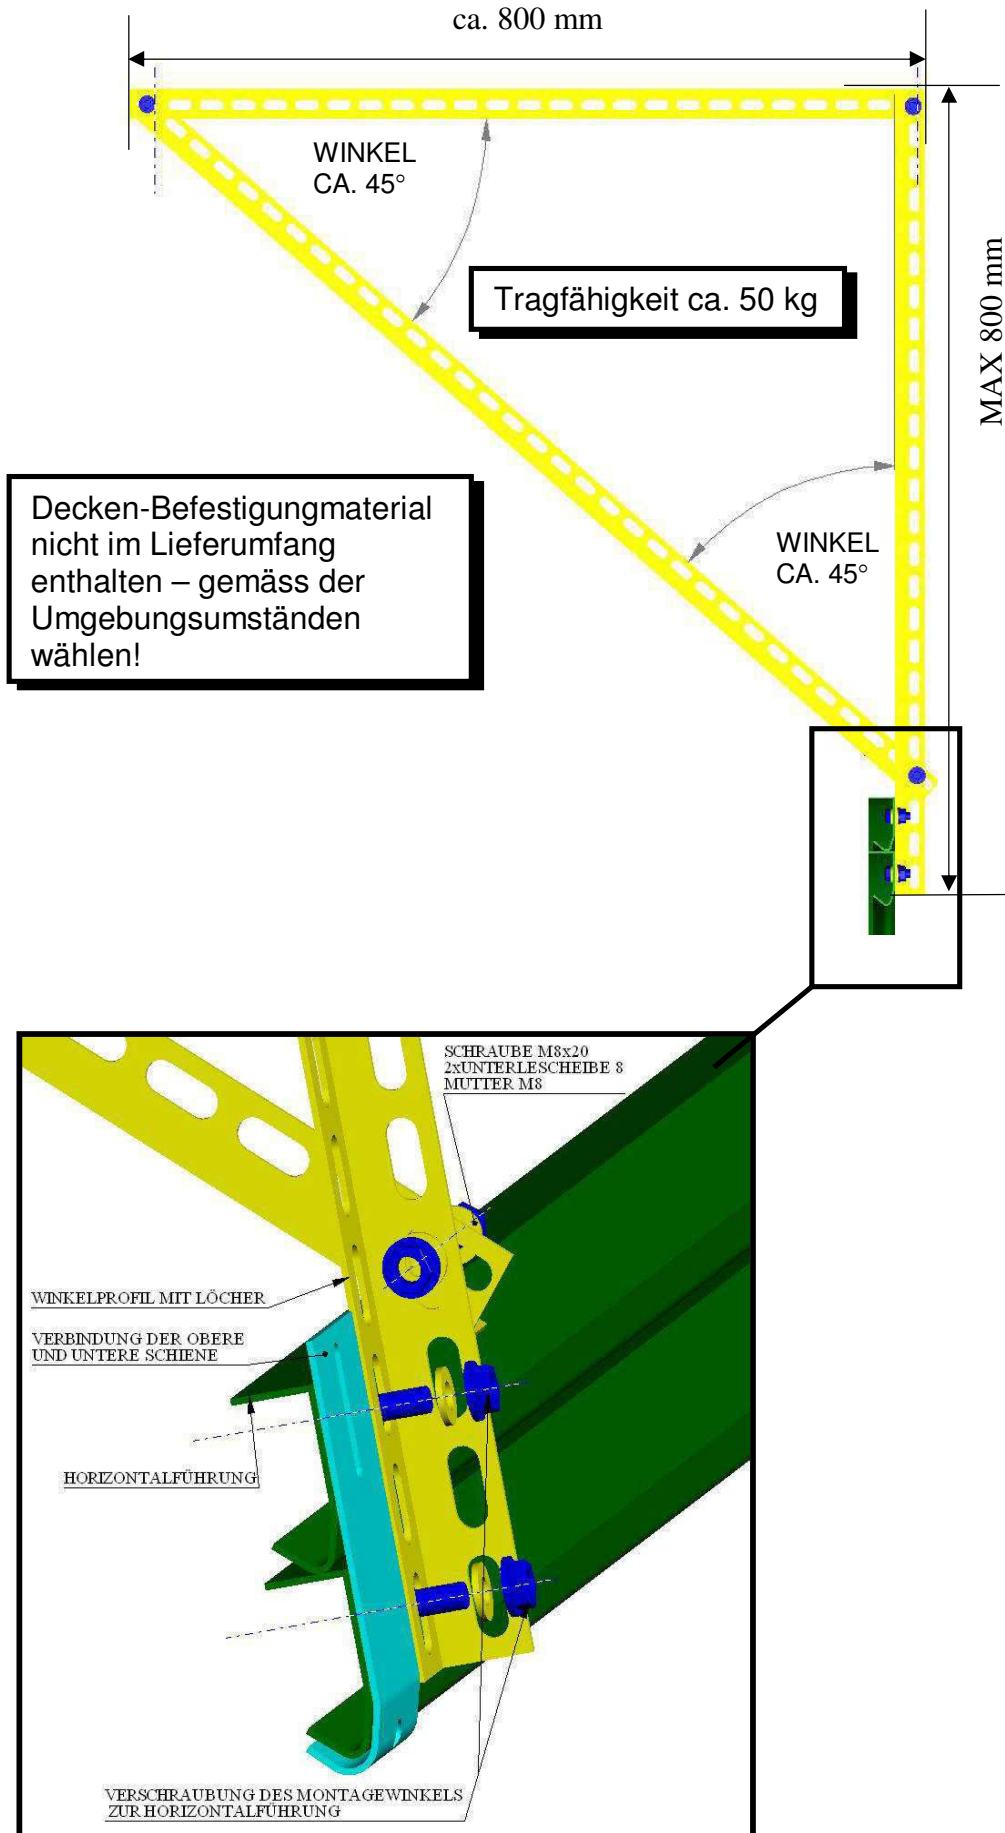 ca. 800 mm
WINKEL
CA. 45°
Tragfähigkeit ca. 50 kg
MAX 800 mm
Decken-Befestigungmaterial
nicht im Lieferumfang
enthalten – gemäss der
Umgebungsumständen
wählen!
WINKEL
CA. 45°
SCHRAUBE M8x20
2xUNTERLESCHEIBE 8
MUTTER M8
WINKELPROFIL MIT LÖCHER
VERBINDUNG DER OBERE
UND UNTERE SCHIENE
HORIZONTALFÜHRUNG
VERSCHRAUBUNG DES MONTAGEWINKELS
ZUR HORIZONTALFÜHRUNG